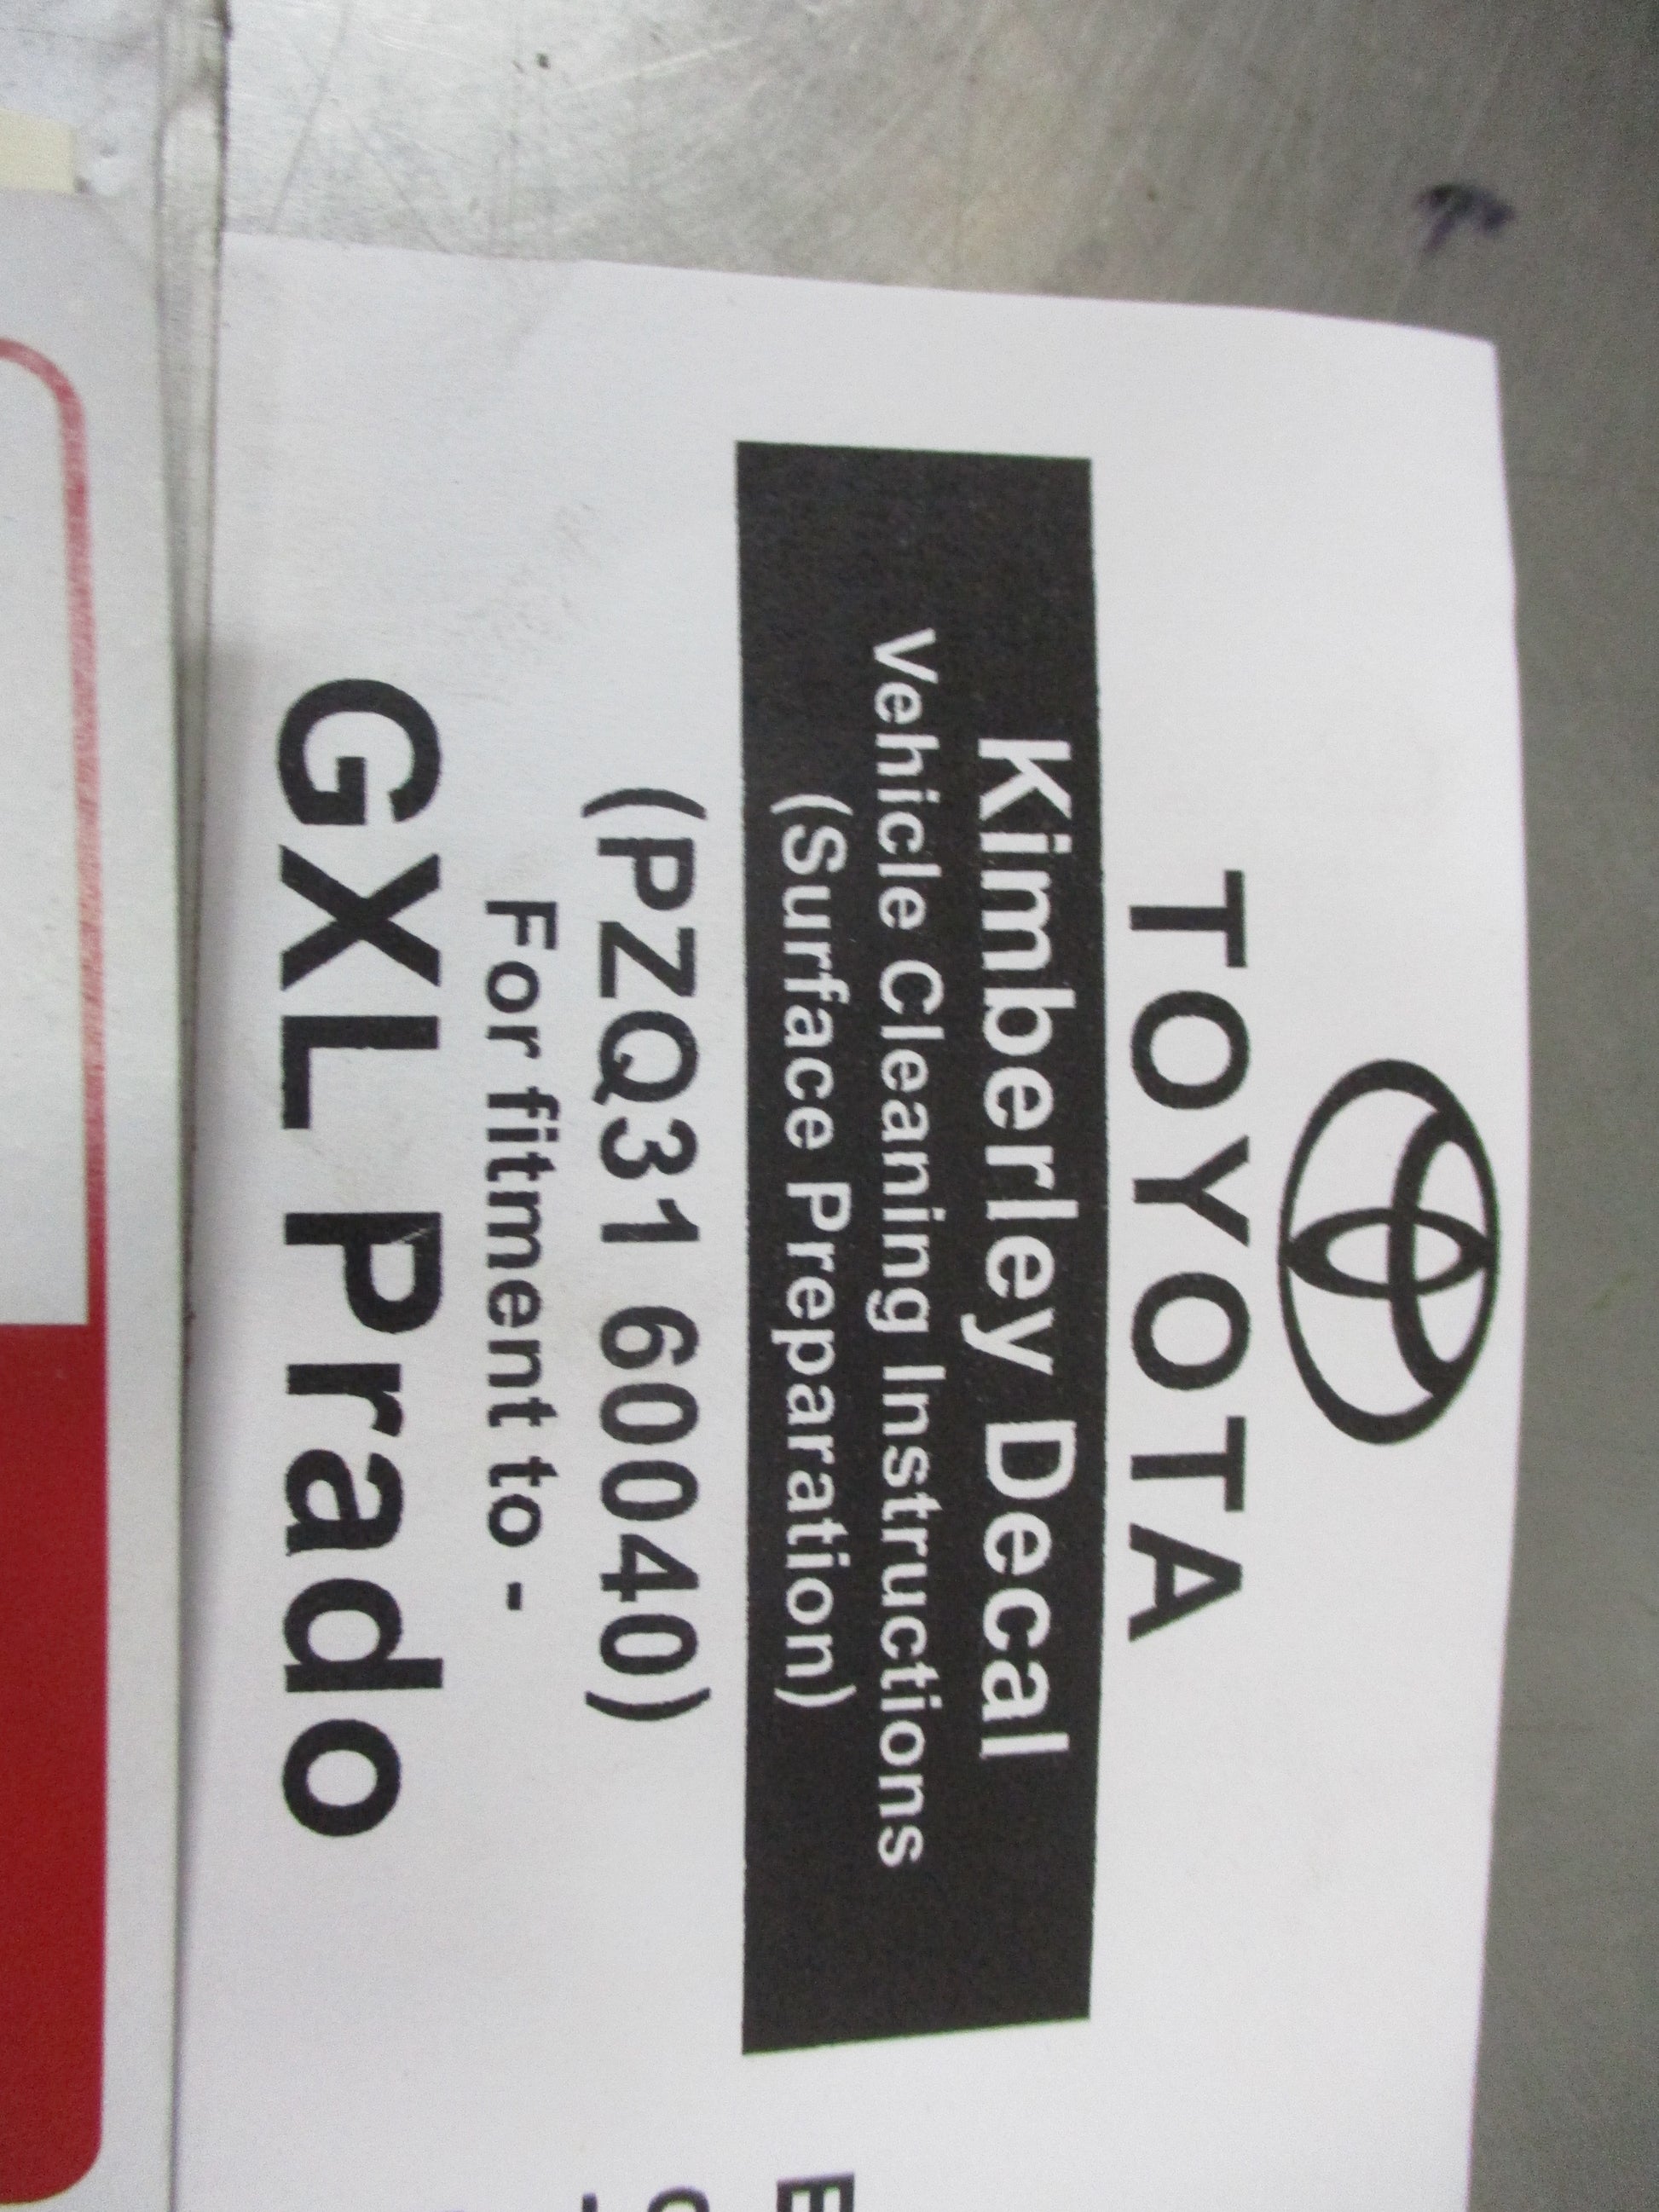 TOYOTA
Kimberley Decal
Vehicle Cleaning Instructions
(Surface Preparation)
(PZQ31 60040)
For fitment to -
GXL Prado